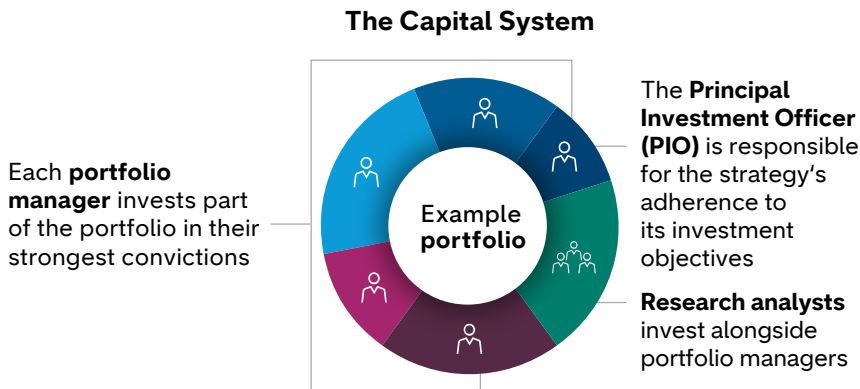 The Capital System
Each portfolio
manager invests part
of the portfolio in their
strongest convictions
Example
portfolio
The Principal
Investment Officer
(PIO) is responsible
for the strategy‘s
adherence to
its investment
objectives
Research analysts
invest alongside
portfolio managers